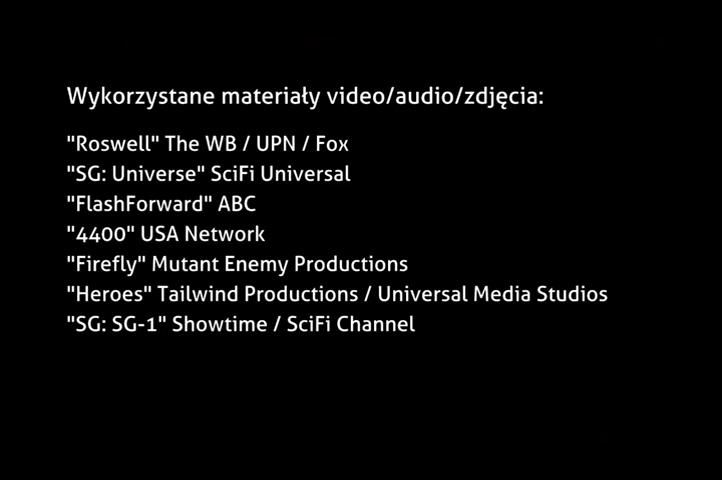 Wykorzystane materiały video/audio/zdjęcia:
"Roswell" The WB / UPN / Fox
"SG: Universe" SciFi Universal
"FlashForward" ABC
"4400" USA Network
"Firefly" Mutant Enemy Productions
"Heroes" Tailwind Productions / Universal Media Studios
"SG: SG-1" Showtime / SciFi Channel